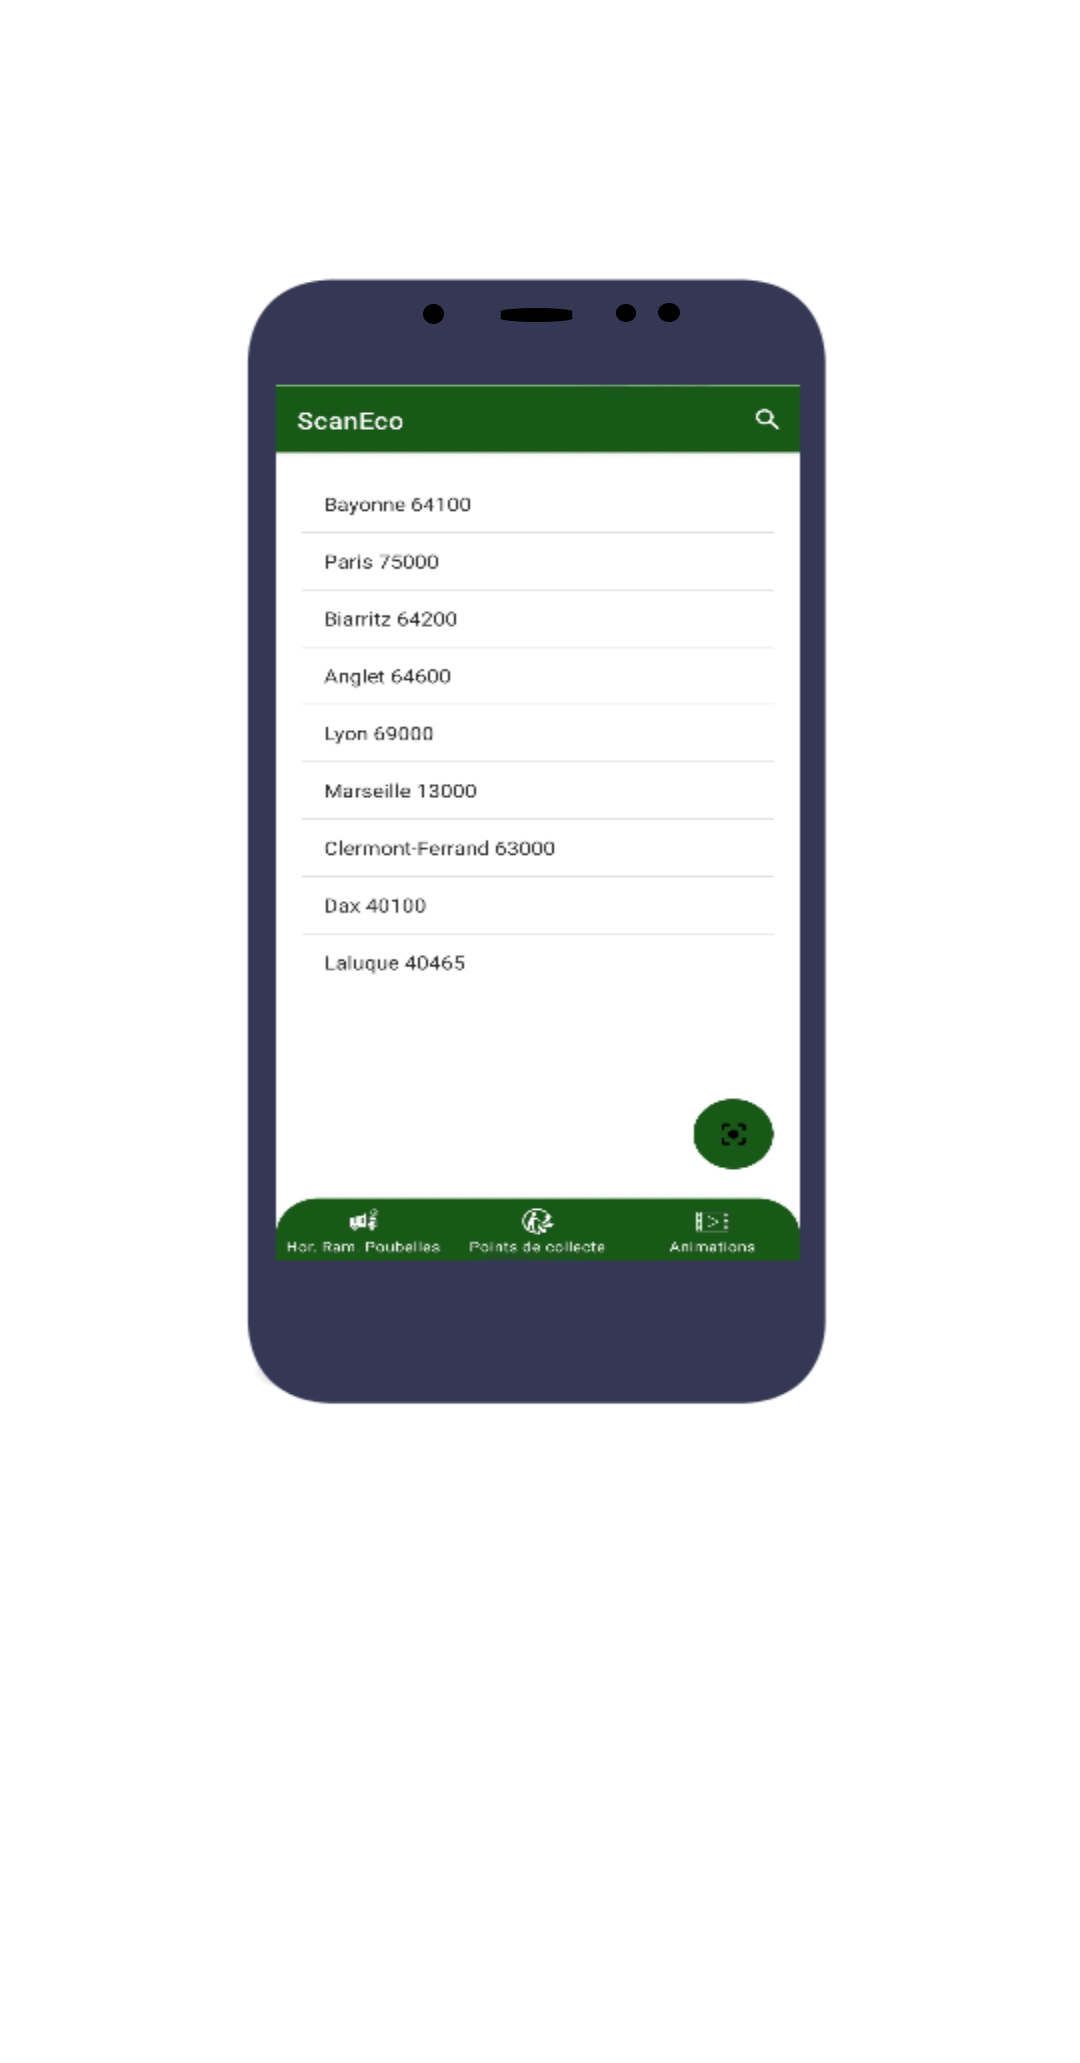 ScanEco
Bayonne 64100
Paris 75000
Biarritz 64200
Anglet 64600
Lyon 69000
Marseille 13000
Clermont-Ferrand 63000
Dax 40100
Laluque 40465
Hor. Ram. Poubelles
Points de collecte
Animations